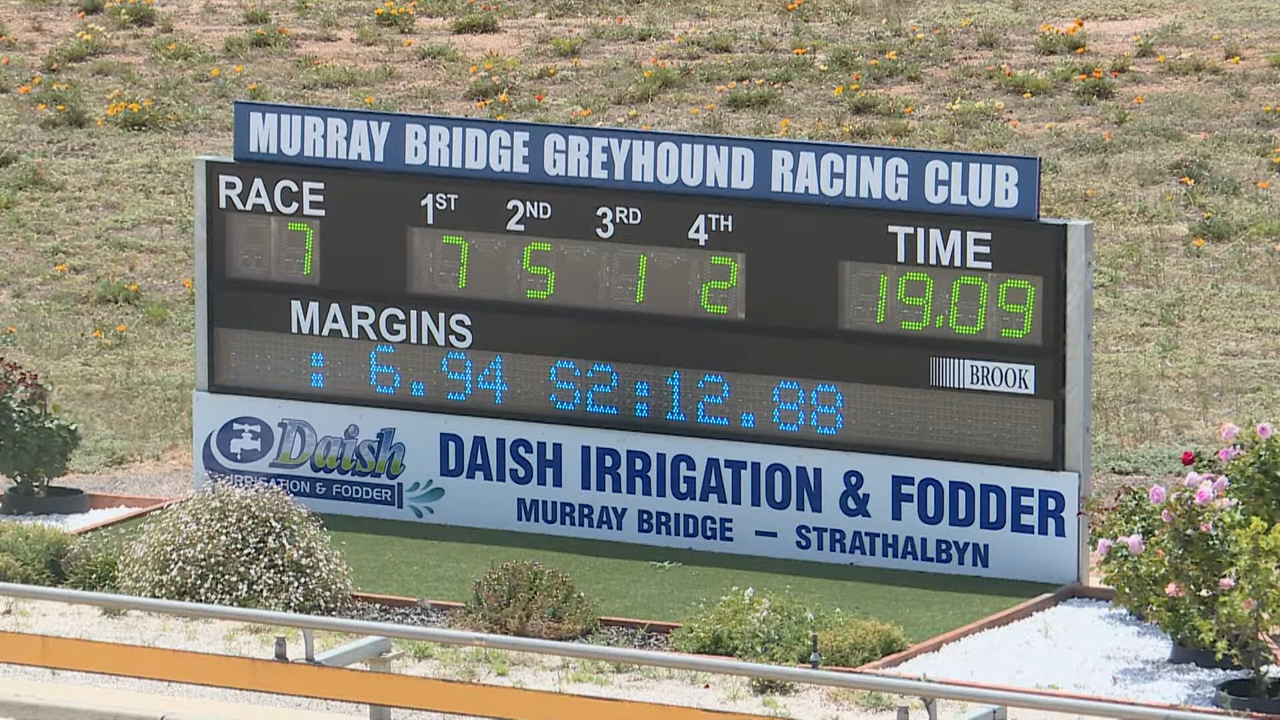 MURRAY BRIDGE GREYHOUND RACING CLUB
RACE 1ST 2ND 3RD 4TH TIME
7 7 5 1 2 19.09
MARGINS
: 6.94 S2:12.88
BROOK
Daish
IRRIGATION & FODDER
DAISH IRRIGATION & FODDER
MURRAY BRIDGE – STRATHALBYN